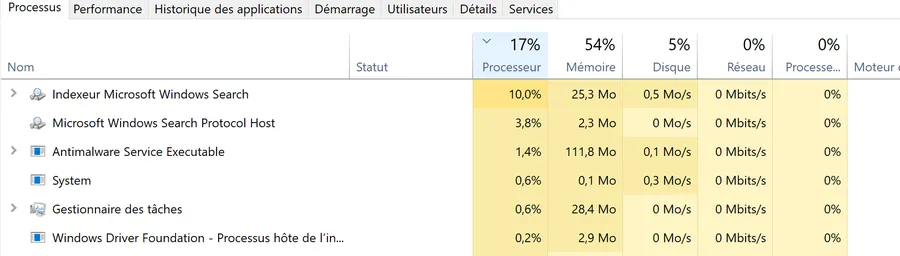 Processus Performance Historique des applications Démarrage Utilisateurs Détails Services
17% 54% 5% 0% 0%
Nom Statut Processeur Mémoire Disque Réseau Processe... Moteur
Indexeur Microsoft Windows Search 10,0% 25,3 Mo 0,5 Mo/s 0 Mbits/s 0%
Microsoft Windows Search Protocol Host 3,8% 2,3 Mo 0 Mo/s 0 Mbits/s 0%
Antimalware Service Executable 1,4% 111,8 Mo 0,1 Mo/s 0 Mbits/s 0%
System 0,6% 0,1 Mo 0,3 Mo/s 0 Mbits/s 0%
Gestionnaire des tâches 0,6% 28,4 Mo 0 Mo/s 0 Mbits/s 0%
Windows Driver Foundation - Processus hôte de l'in... 0,2% 2,9 Mo 0 Mo/s 0 Mbits/s 0%